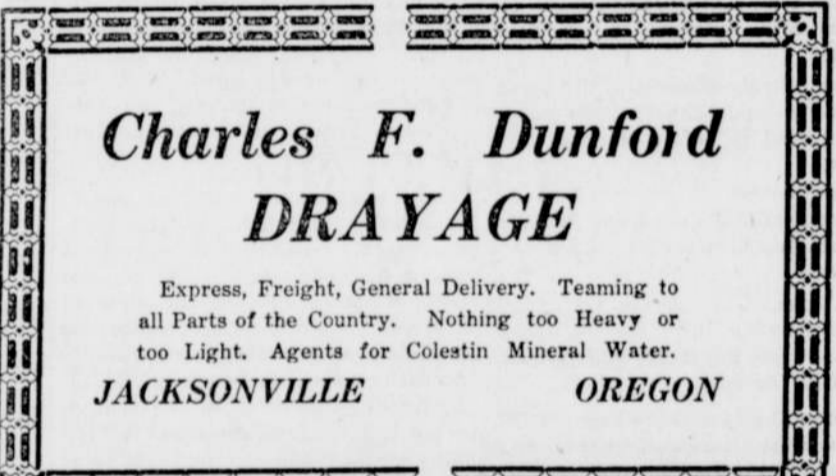 Charles F. Dunford
DRAYAGE
Express, Freight, General Delivery. Teaming to
all Parts of the Country. Nothing too Heavy or
too Light. Agents for Colestin Mineral Water.
JACKSONVILLE OREGON